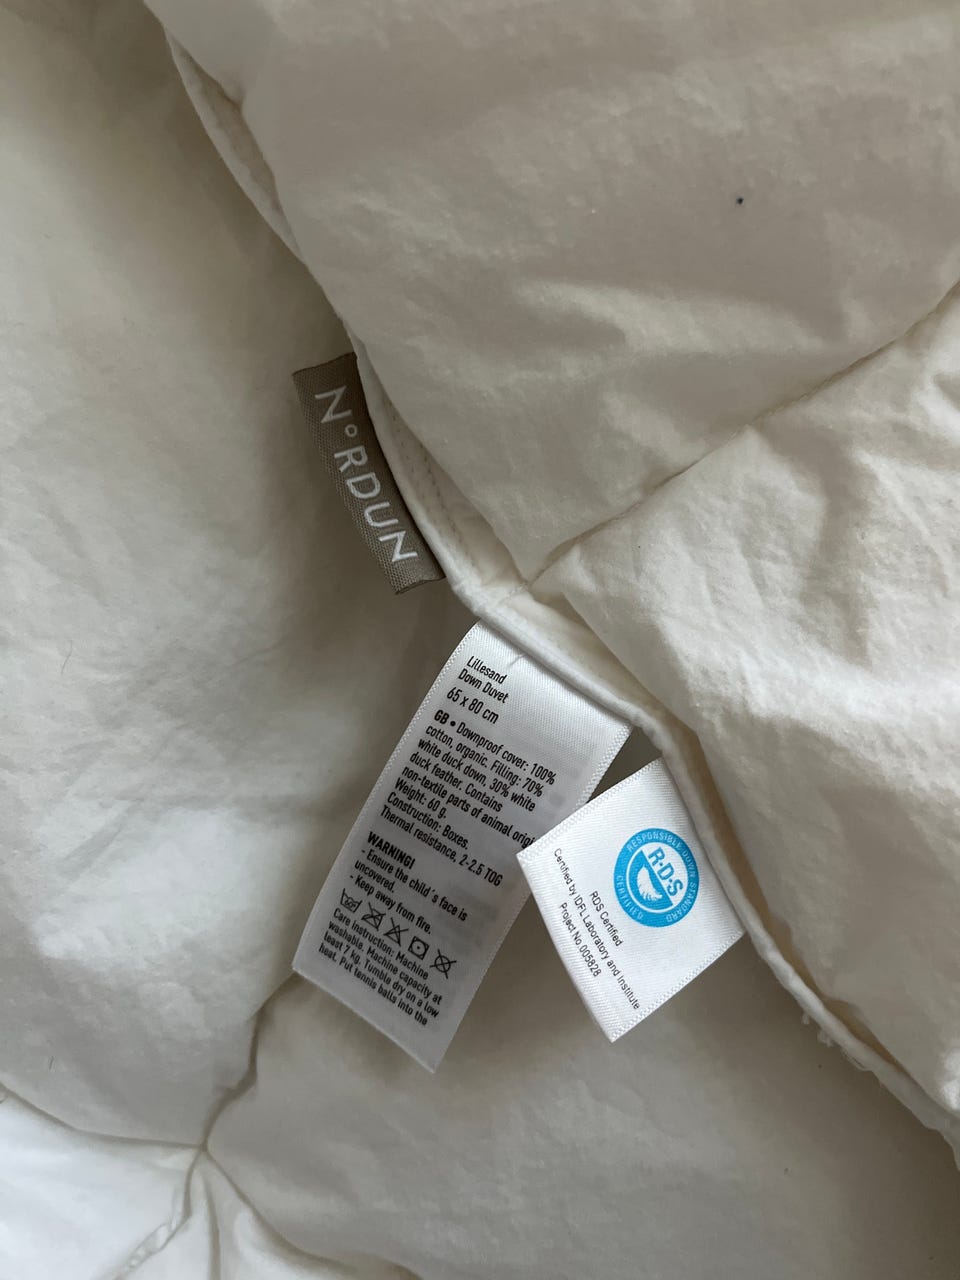 NoRDUN
Lillesand
Down Duvet
65 x 80 cm
GB • Downproof cover: 100%
cotton, organic. Filling: 70%
white duck down, 30% white
duck feather. Contains
non-textile parts of animal origi
Weight: 60 g.
Construction: Boxes.
Thermal resistance, 2-2.5 TOG
WARNING!
- Ensure the child´s face is
uncovered.
- Keep away from fire.
Care instruction: Machine
washable. Machine capacity at
least 7 kg. Tumble dry on a low
heat. Put tennis balls into the
RESPONSIBLE DOWN STANDARD
R·D·S
CERTIFIED
RDS Certified
Certified by IDFL Laboratory and Institute
Project No.005828